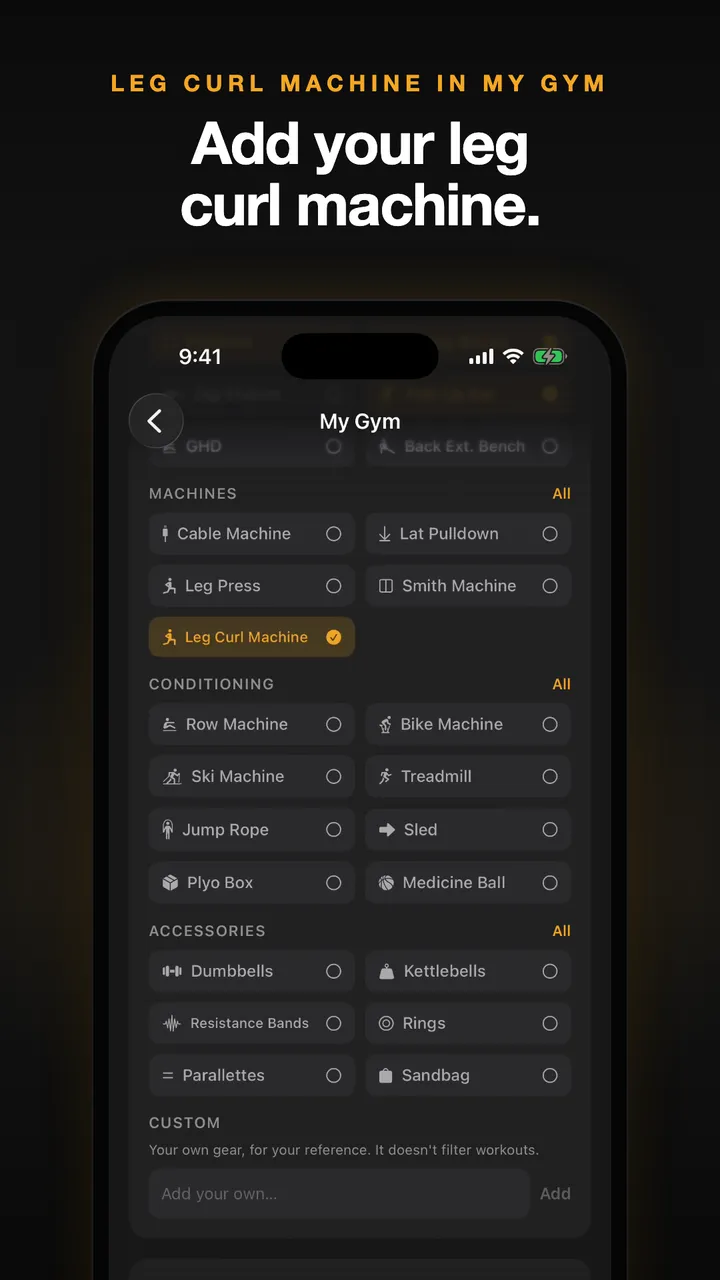 LEG CURL MACHINE IN MY GYM
Add your leg
curl machine.
9:41
My Gym
GHD
Back Ext. Bench
MACHINES
All
Cable Machine
Lat Pulldown
Leg Press
Smith Machine
Leg Curl Machine
CONDITIONING
All
Row Machine
Bike Machine
Ski Machine
Treadmill
Jump Rope
Sled
Plyo Box
Medicine Ball
ACCESSORIES
All
Dumbbells
Kettlebells
Resistance Bands
Rings
Parallettes
Sandbag
CUSTOM
Your own gear, for your reference. It doesn't filter workouts.
Add your own...
Add